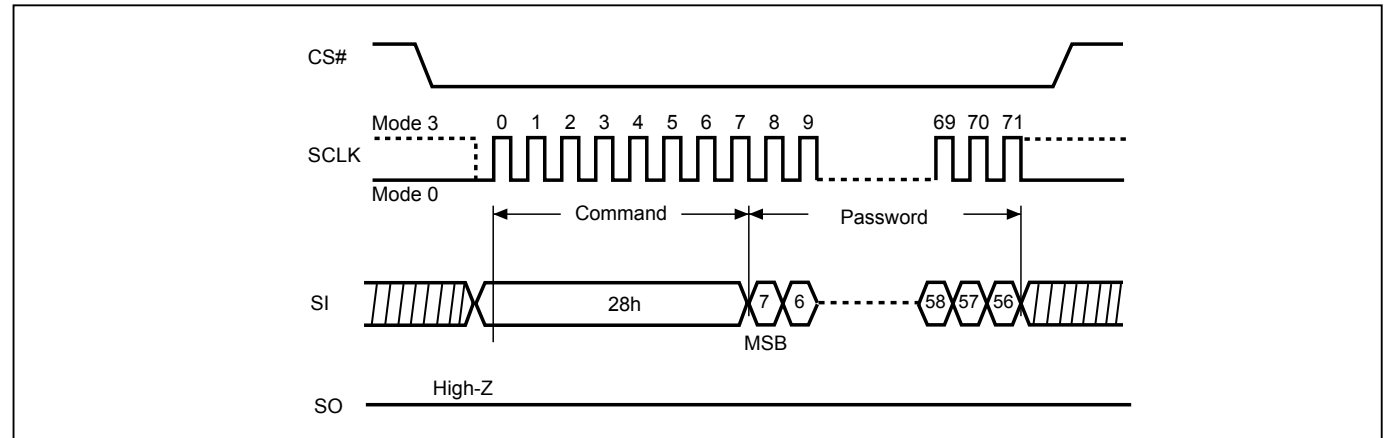 CS#
Mode 3 0 1 2 3 4 5 6 7 8 9 69 70 71
SCLK
Mode 0
Command Password
SI 28h 7 6 58 57 56
MSB
High-Z
SO